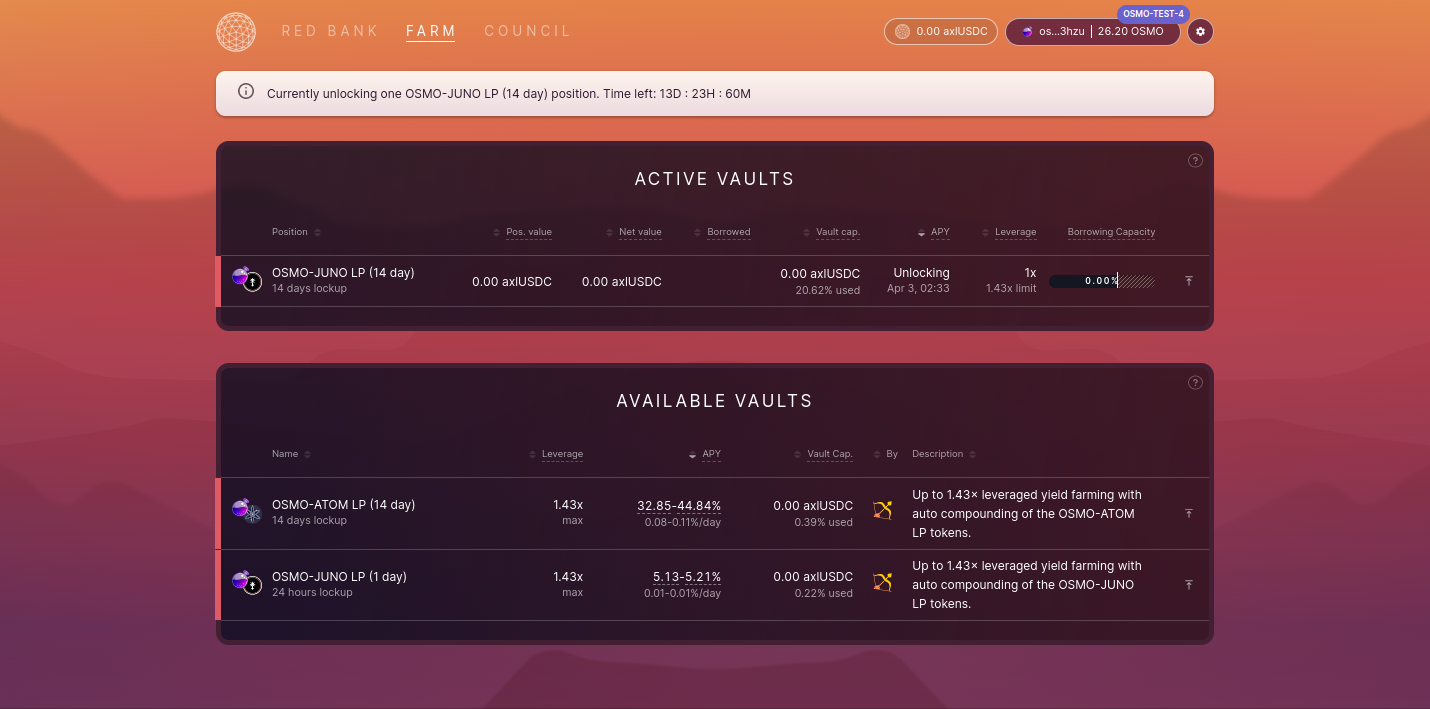 RED BANK FARM COUNCIL
0.00 axlUSDC
OSMO-TEST-4
os...3hzu | 26.20 OSMO
Currently unlocking one OSMO-JUNO LP (14 day) position. Time left: 13D : 23H : 60M
?
ACTIVE VAULTS
Position Pos. value Net value Borrowed Vault cap. APY Leverage Borrowing Capacity
OSMO-JUNO LP (14 day) 0.00 axlUSDC 0.00 axlUSDC 0.00 axlUSDC Unlocking 1x 0.00%
14 days lockup 20.62% used Apr 3, 02:33 1.43x limit
?
AVAILABLE VAULTS
Name Leverage APY Vault Cap. By Description
OSMO-ATOM LP (14 day) 1.43x 32.85-44.84% 0.00 axlUSDC
14 days lockup max 0.08-0.11%/day 0.39% used
Up to 1.43× leveraged yield farming with
auto compounding of the OSMO-ATOM
LP tokens.
OSMO-JUNO LP (1 day) 1.43x 5.13-5.21% 0.00 axlUSDC
24 hours lockup max 0.01-0.01%/day 0.22% used
Up to 1.43× leveraged yield farming with
auto compounding of the OSMO-JUNO
LP tokens.